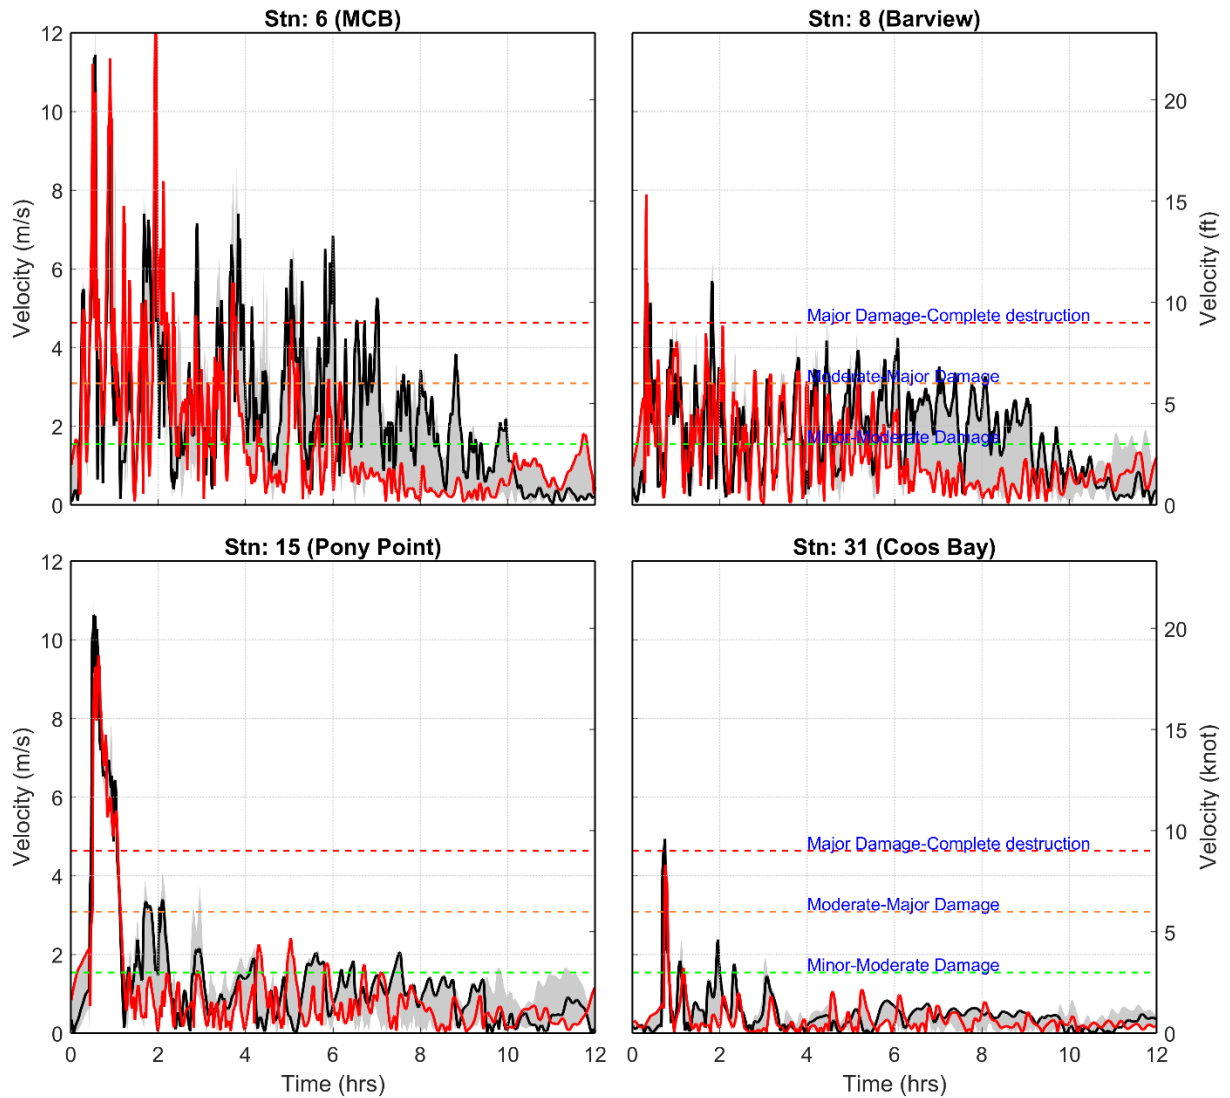 Stn: 6 (MCB)
Stn: 8 (Barview)
12
10
8
6
4
2
0
Velocity (m/s)
Major Damage-Complete destruction
Moderate-Major Damage
Minor-Moderate Damage
20
15
10
5
0
Velocity (ft)
Stn: 15 (Pony Point)
Stn: 31 (Coos Bay)
12
10
8
6
4
2
0
Velocity (m/s)
0 2 4 6 8 10 12
Time (hrs)
Major Damage-Complete destruction
Moderate-Major Damage
Minor-Moderate Damage
20
15
10
5
0
Velocity (knot)
0 2 4 6 8 10 12
Time (hrs)